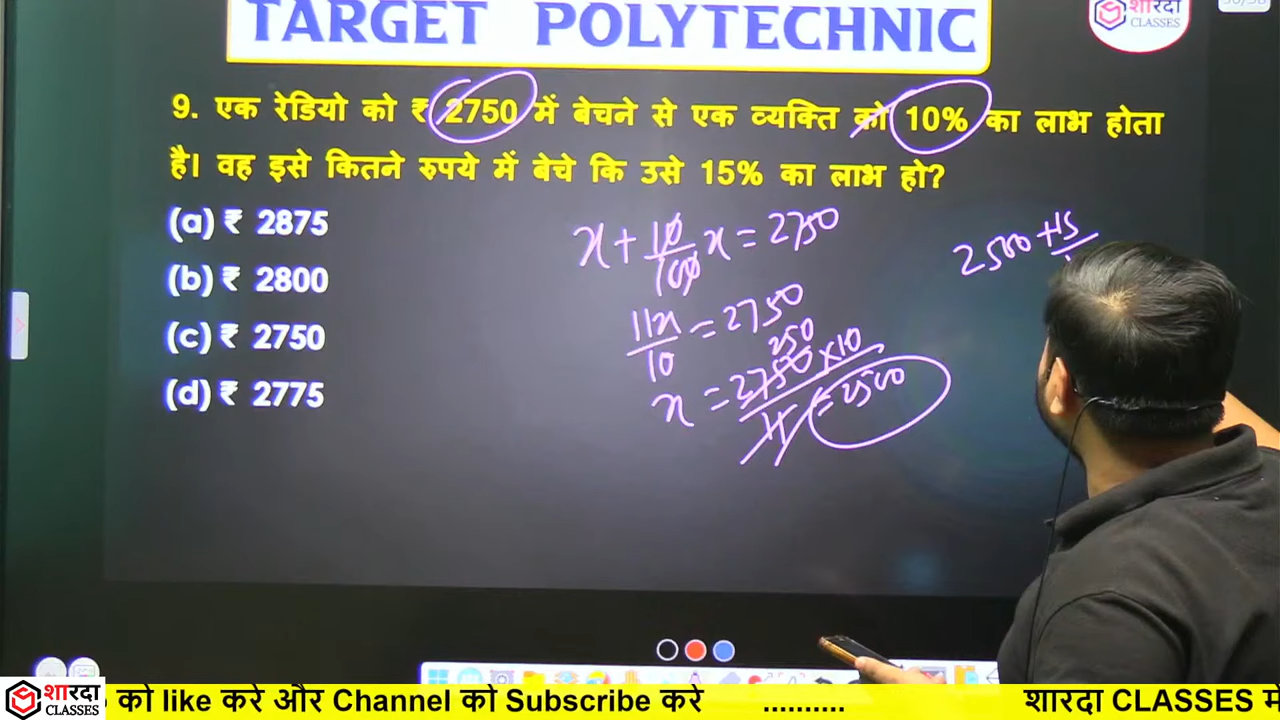 TARGET POLYTECHNIC
शारदा
CLASSES
9. एक रेडियो को ₹ 2750 में बेचने से एक व्यक्ति को 10% का लाभ होता
है। वह इसे कितने रुपये में बेचे कि उसे 15% का लाभ हो?
(a) ₹ 2875
(b) ₹ 2800
(c) ₹ 2750
(d) ₹ 2775
x + 10/100 x = 2750
11x/10 = 2750
250
x = 2750 × 10 / 11 = 2500
2500 + 15
शारदा
CLASSES
को like करे और Channel को Subscribe करे ..........
शारदा CLASSES में